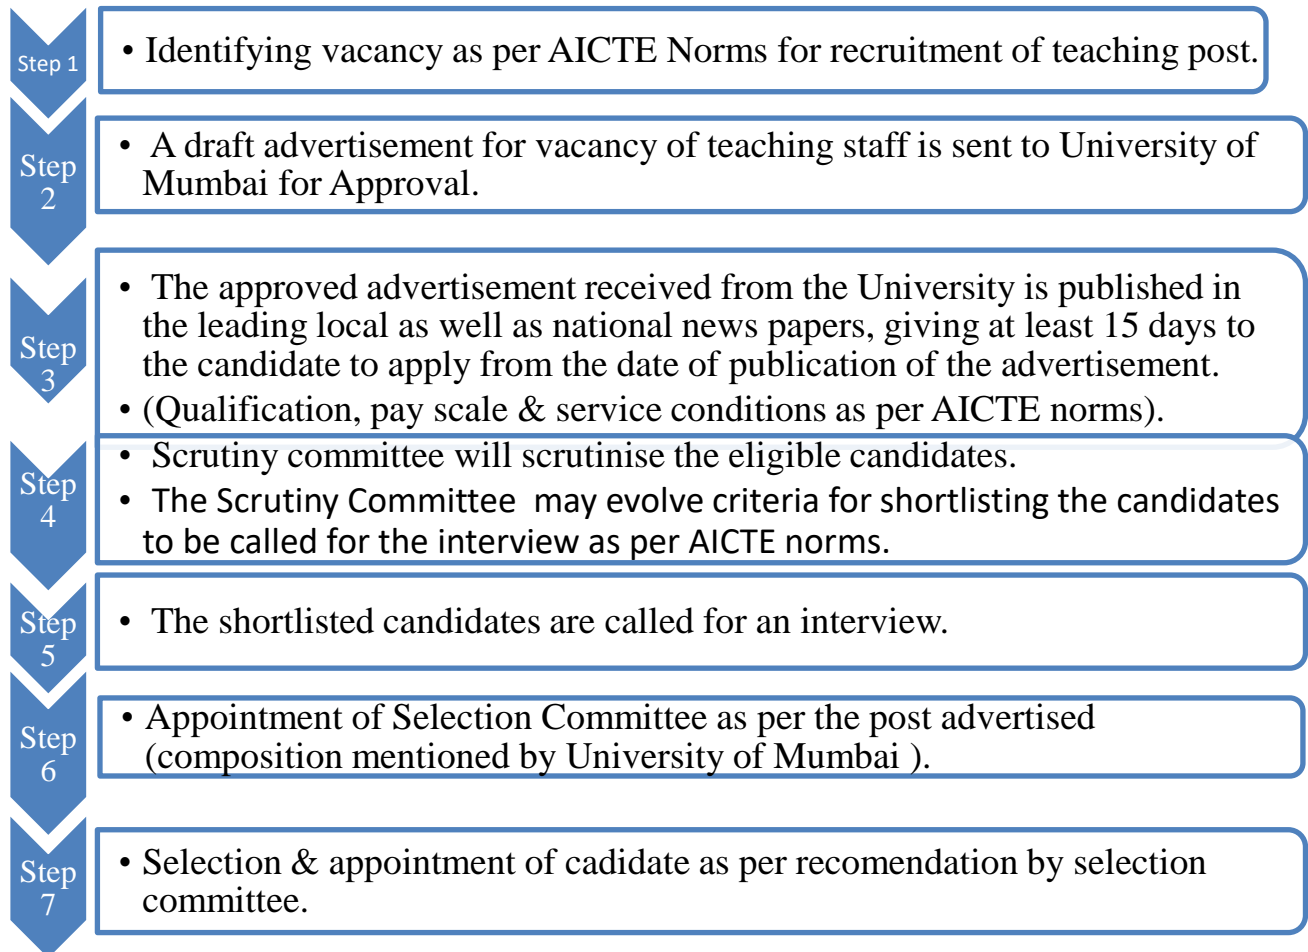 Step 1
• Identifying vacancy as per AICTE Norms for recruitment of teaching post.
Step
2
• A draft advertisement for vacancy of teaching staff is sent to University of
Mumbai for Approval.
Step
3
• The approved advertisement received from the University is published in
the leading local as well as national news papers, giving at least 15 days to
the candidate to apply from the date of publication of the advertisement.
• (Qualification, pay scale & service conditions as per AICTE norms).
Step
4
• Scrutiny committee will scrutinise the eligible candidates.
• The Scrutiny Committee may evolve criteria for shortlisting the candidates
to be called for the interview as per AICTE norms.
Step
5
• The shortlisted candidates are called for an interview.
Step
6
• Appointment of Selection Committee as per the post advertised
(composition mentioned by University of Mumbai ).
Step
7
• Selection & appointment of cadidate as per recomendation by selection
committee.